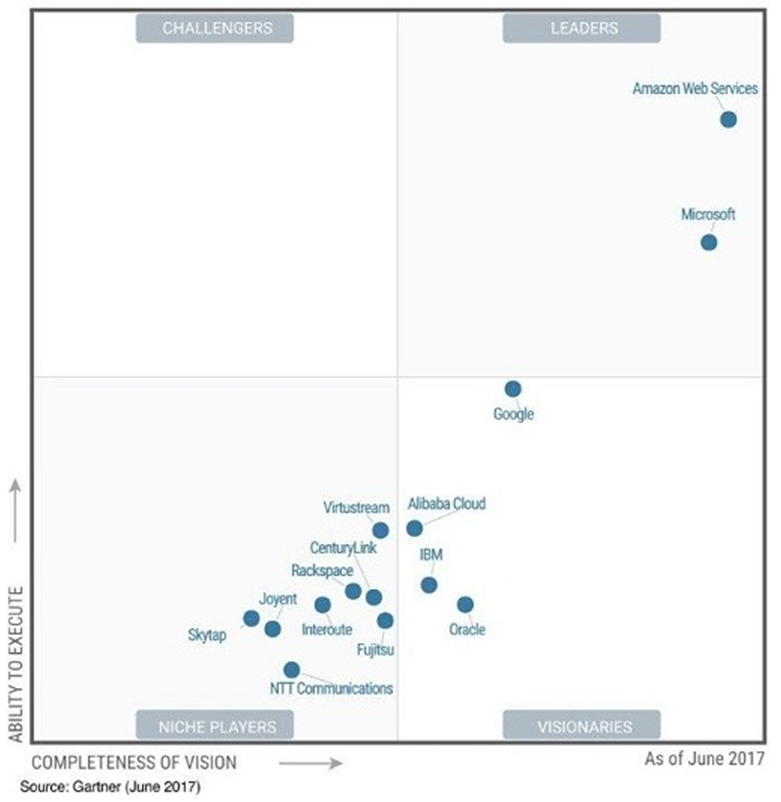 CHALLENGERS
LEADERS
Amazon Web Services
Microsoft
Google
Virtustream
Alibaba Cloud
CenturyLink
IBM
Rackspace
Joyent
Skytap
Interoute
Oracle
Fujitsu
NTT Communications
NICHE PLAYERS
VISIONARIES
ABILITY TO EXECUTE
COMPLETENESS OF VISION
As of June 2017
Source: Gartner (June 2017)